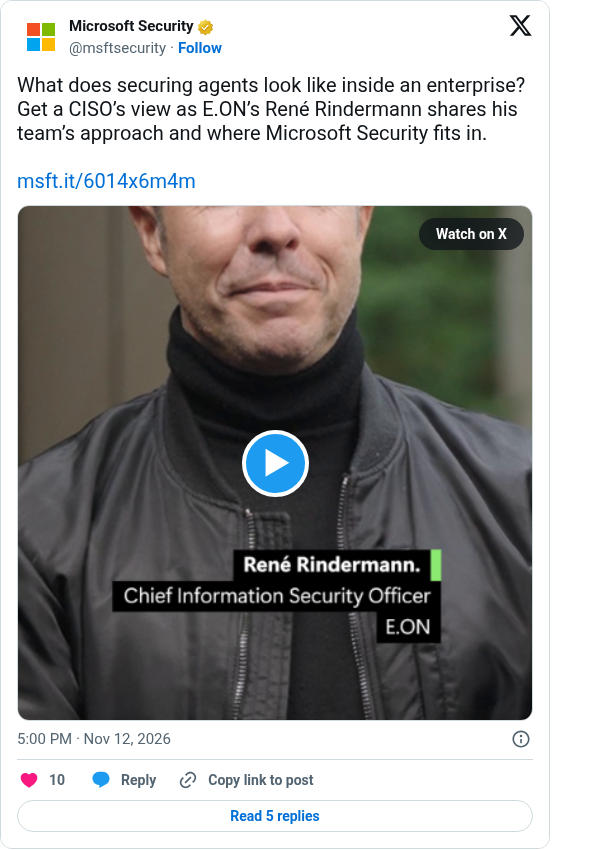 Microsoft Security
@msftsecurity · Follow
What does securing agents look like inside an enterprise?
Get a CISO’s view as E.ON’s René Rindermann shares his
team’s approach and where Microsoft Security fits in.
msft.it/6014x6m4m
Watch on X
René Rindermann.
Chief Information Security Officer
E.ON
5:00 PM · Nov 12, 2026
10
Reply
Copy link to post
Read 5 replies